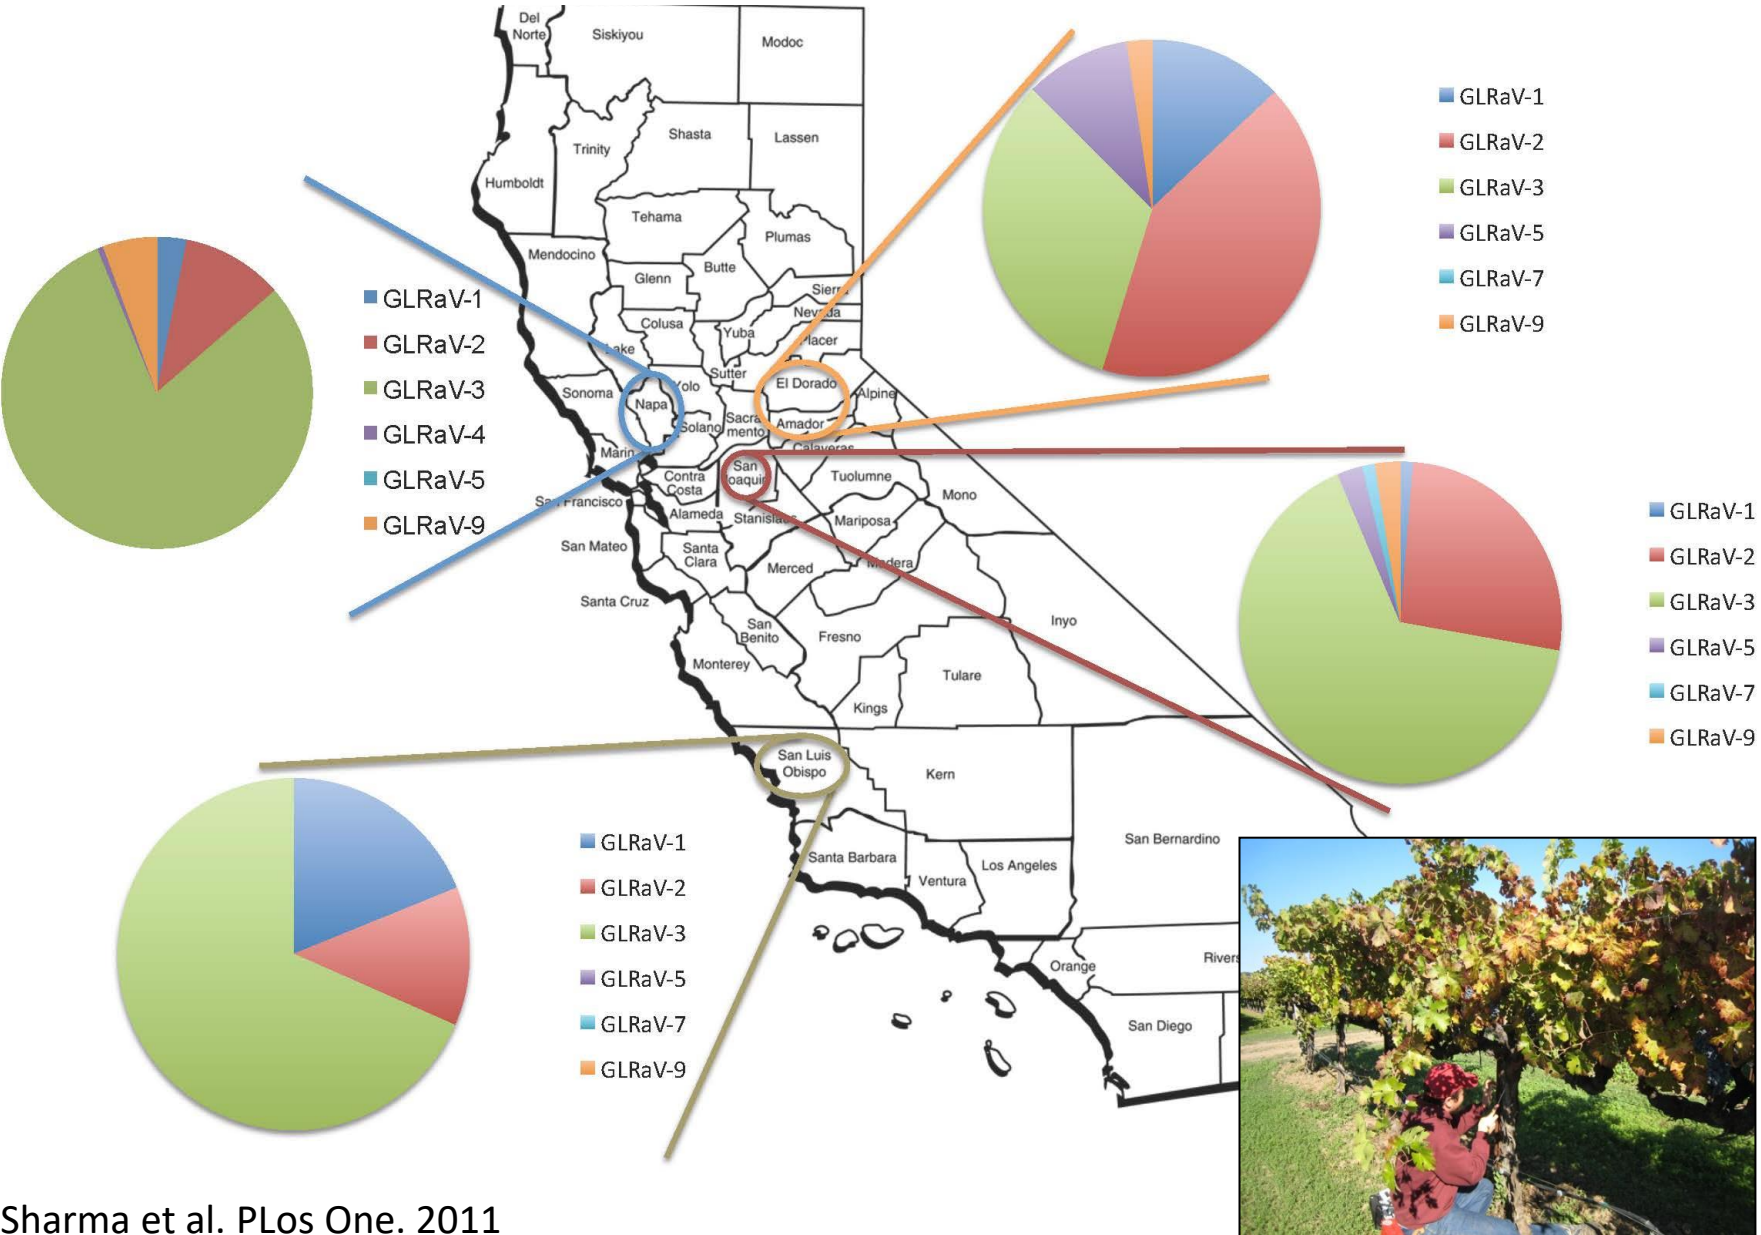 Del
Norte
Siskiyou
Modoc
Shasta
Lassen
Trinity
Humboldt
Tehama
Plumas
Mendocino
Glenn
Butte
Sierra
Nevada
Colusa
Yuba
Placer
Lake
Sutter
Sonoma
Yolo
El Dorado
Alpine
Napa
Sacra
mento
Amador
Solano
Marin
Calaveras
San
Joaquin
Contra
Costa
Tuolumne
Mono
San Francisco
Alameda
Stanislaus
Mariposa
San Mateo
Santa
Clara
Merced
Madera
Santa Cruz
San
Benito
Fresno
Inyo
Monterey
Tulare
Kings
San Luis
Obispo
Kern
San Bernardino
Santa Barbara
Ventura
Los Angeles
Orange
Rivers
San Diego
GLRaV-1
GLRaV-2
GLRaV-3
GLRaV-4
GLRaV-5
GLRaV-9
GLRaV-1
GLRaV-2
GLRaV-3
GLRaV-5
GLRaV-7
GLRaV-9
GLRaV-1
GLRaV-2
GLRaV-3
GLRaV-5
GLRaV-7
GLRaV-9
GLRaV-1
GLRaV-2
GLRaV-3
GLRaV-5
GLRaV-7
GLRaV-9
Sharma et al. PLos One. 2011